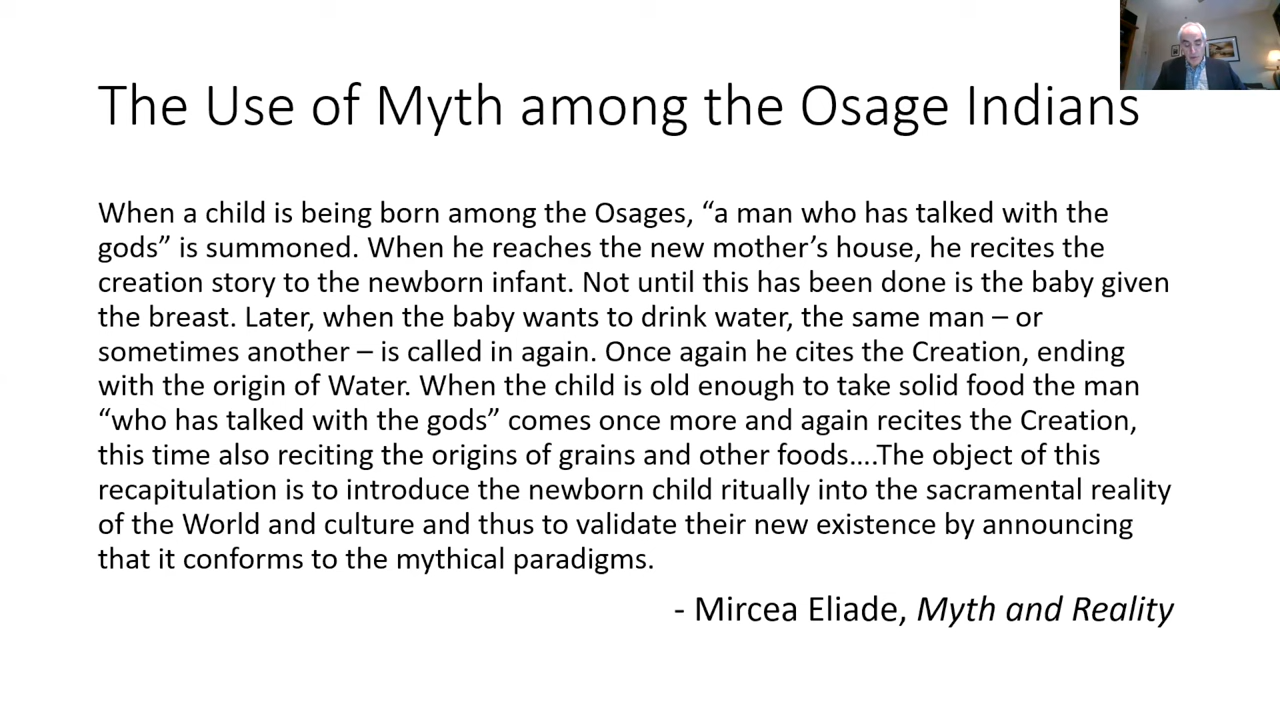 The Use of Myth among the Osage Indians
When a child is being born among the Osages, “a man who has talked with the
gods” is summoned. When he reaches the new mother’s house, he recites the
creation story to the newborn infant. Not until this has been done is the baby given
the breast. Later, when the baby wants to drink water, the same man – or
sometimes another – is called in again. Once again he cites the Creation, ending
with the origin of Water. When the child is old enough to take solid food the man
“who has talked with the gods” comes once more and again recites the Creation,
this time also reciting the origins of grains and other foods....The object of this
recapitulation is to introduce the newborn child ritually into the sacramental reality
of the World and culture and thus to validate their new existence by announcing
that it conforms to the mythical paradigms.
- Mircea Eliade, Myth and Reality